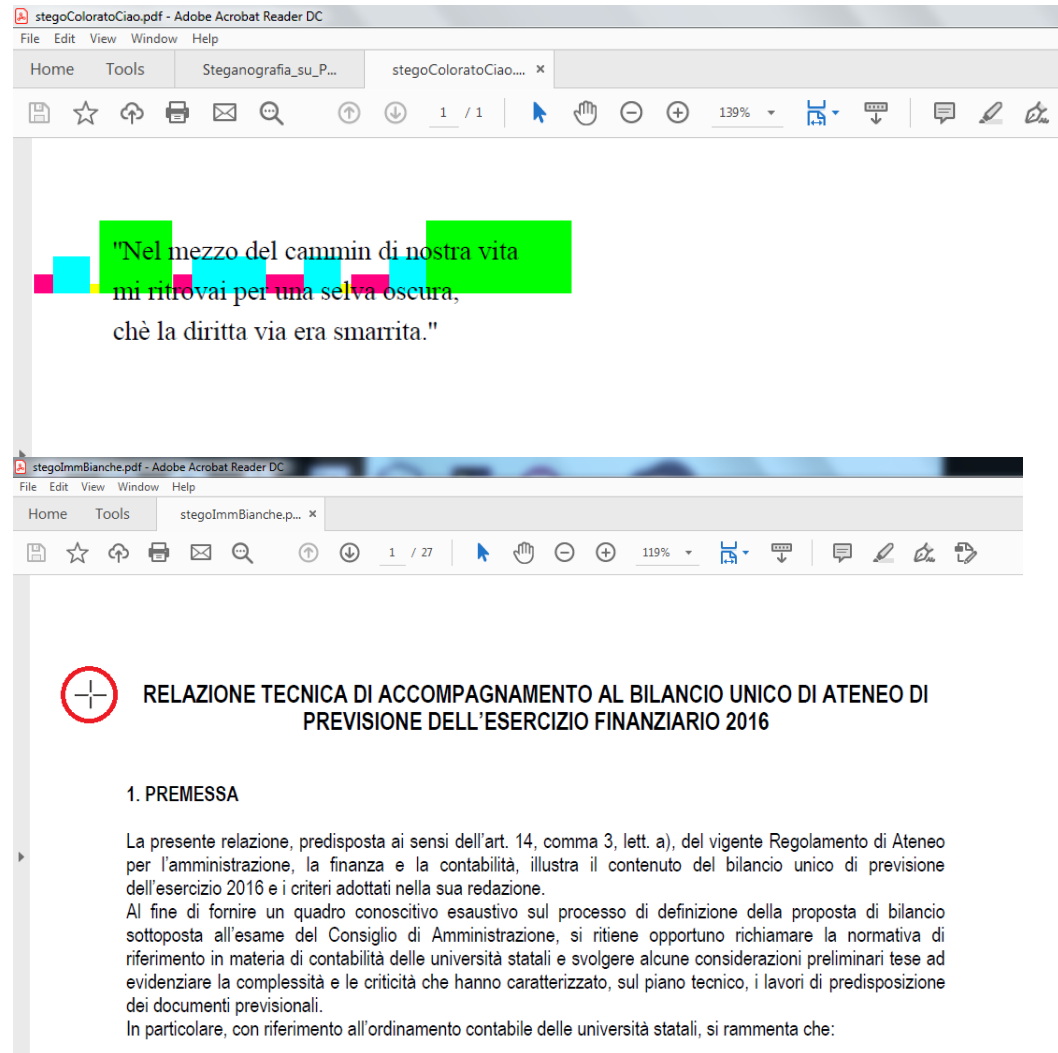 stegoColoratoCiao.pdf - Adobe Acrobat Reader DC
File Edit View Window Help
Home Tools Steganografia_su_P... stegoColoratoCiao.... ×
1 / 1 139%
"Nel mezzo del cammin di nostra vita
mi ritrovai per una selva oscura,
chè la diritta via era smarrita."
stegoImmBianche.pdf - Adobe Acrobat Reader DC
File Edit View Window Help
Home Tools stegoImmBianche.p... ×
1 / 27 119%
RELAZIONE TECNICA DI ACCOMPAGNAMENTO AL BILANCIO UNICO DI ATENEO DI
PREVISIONE DELL'ESERCIZIO FINANZIARIO 2016
1. PREMESSA
La presente relazione, predisposta ai sensi dell'art. 14, comma 3, lett. a), del vigente Regolamento di Ateneo
per l'amministrazione, la finanza e la contabilità, illustra il contenuto del bilancio unico di previsione
dell'esercizio 2016 e i criteri adottati nella sua redazione.
Al fine di fornire un quadro conoscitivo esaustivo sul processo di definizione della proposta di bilancio
sottoposta all'esame del Consiglio di Amministrazione, si ritiene opportuno richiamare la normativa di
riferimento in materia di contabilità delle università statali e svolgere alcune considerazioni preliminari tese ad
evidenziare la complessità e le criticità che hanno caratterizzato, sul piano tecnico, i lavori di predisposizione
dei documenti previsionali.
In particolare, con riferimento all'ordinamento contabile delle università statali, si rammenta che: